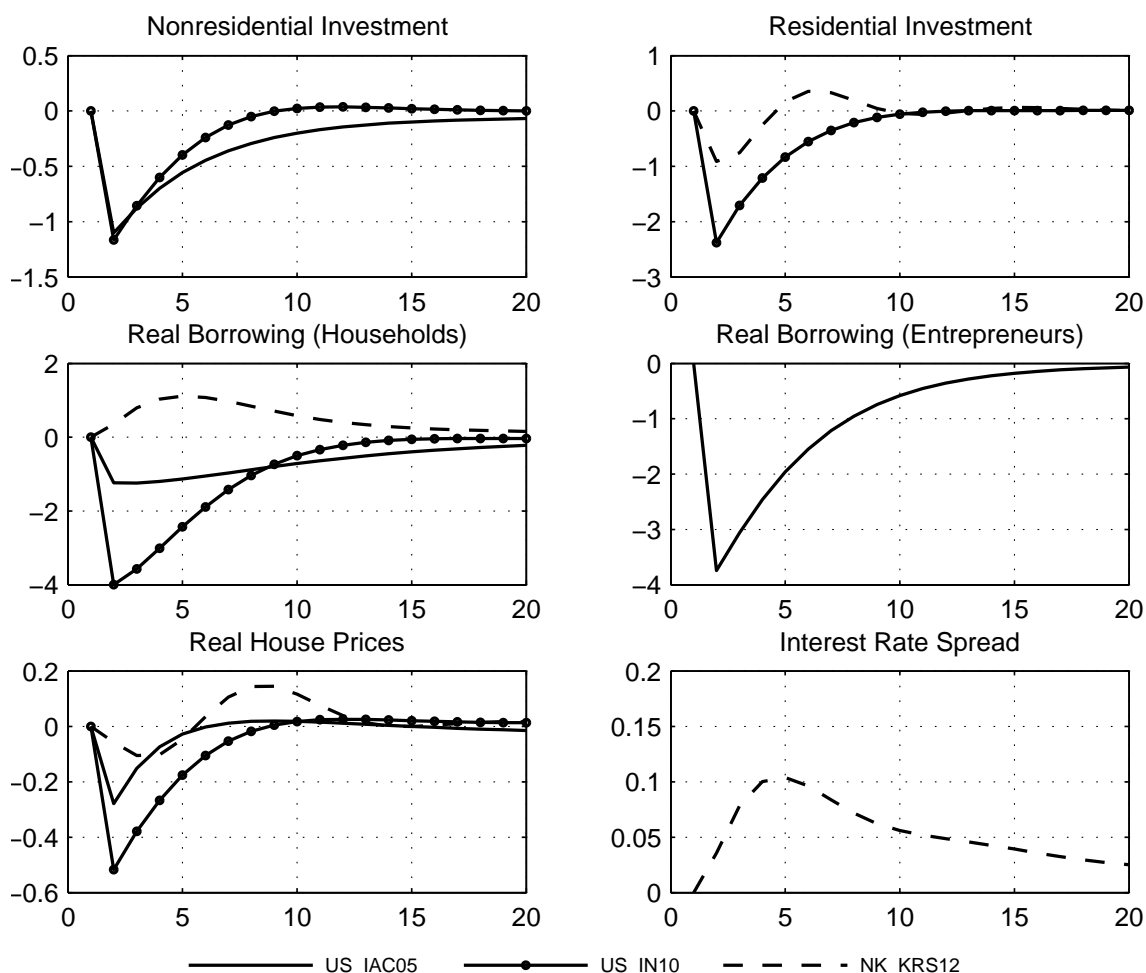 Nonresidential Investment
0.5
0
−0.5
−1
−1.5
0 5 10 15 20
Residential Investment
1
0
−1
−2
−3
0 5 10 15 20
Real Borrowing (Households)
2
0
−2
−4
0 5 10 15 20
Real Borrowing (Entrepreneurs)
0
−1
−2
−3
−4
0 5 10 15 20
Real House Prices
0.2
0
−0.2
−0.4
−0.6
0 5 10 15 20
Interest Rate Spread
0.2
0.15
0.1
0.05
0
0 5 10 15 20
US IAC05 US IN10 NK KRS12